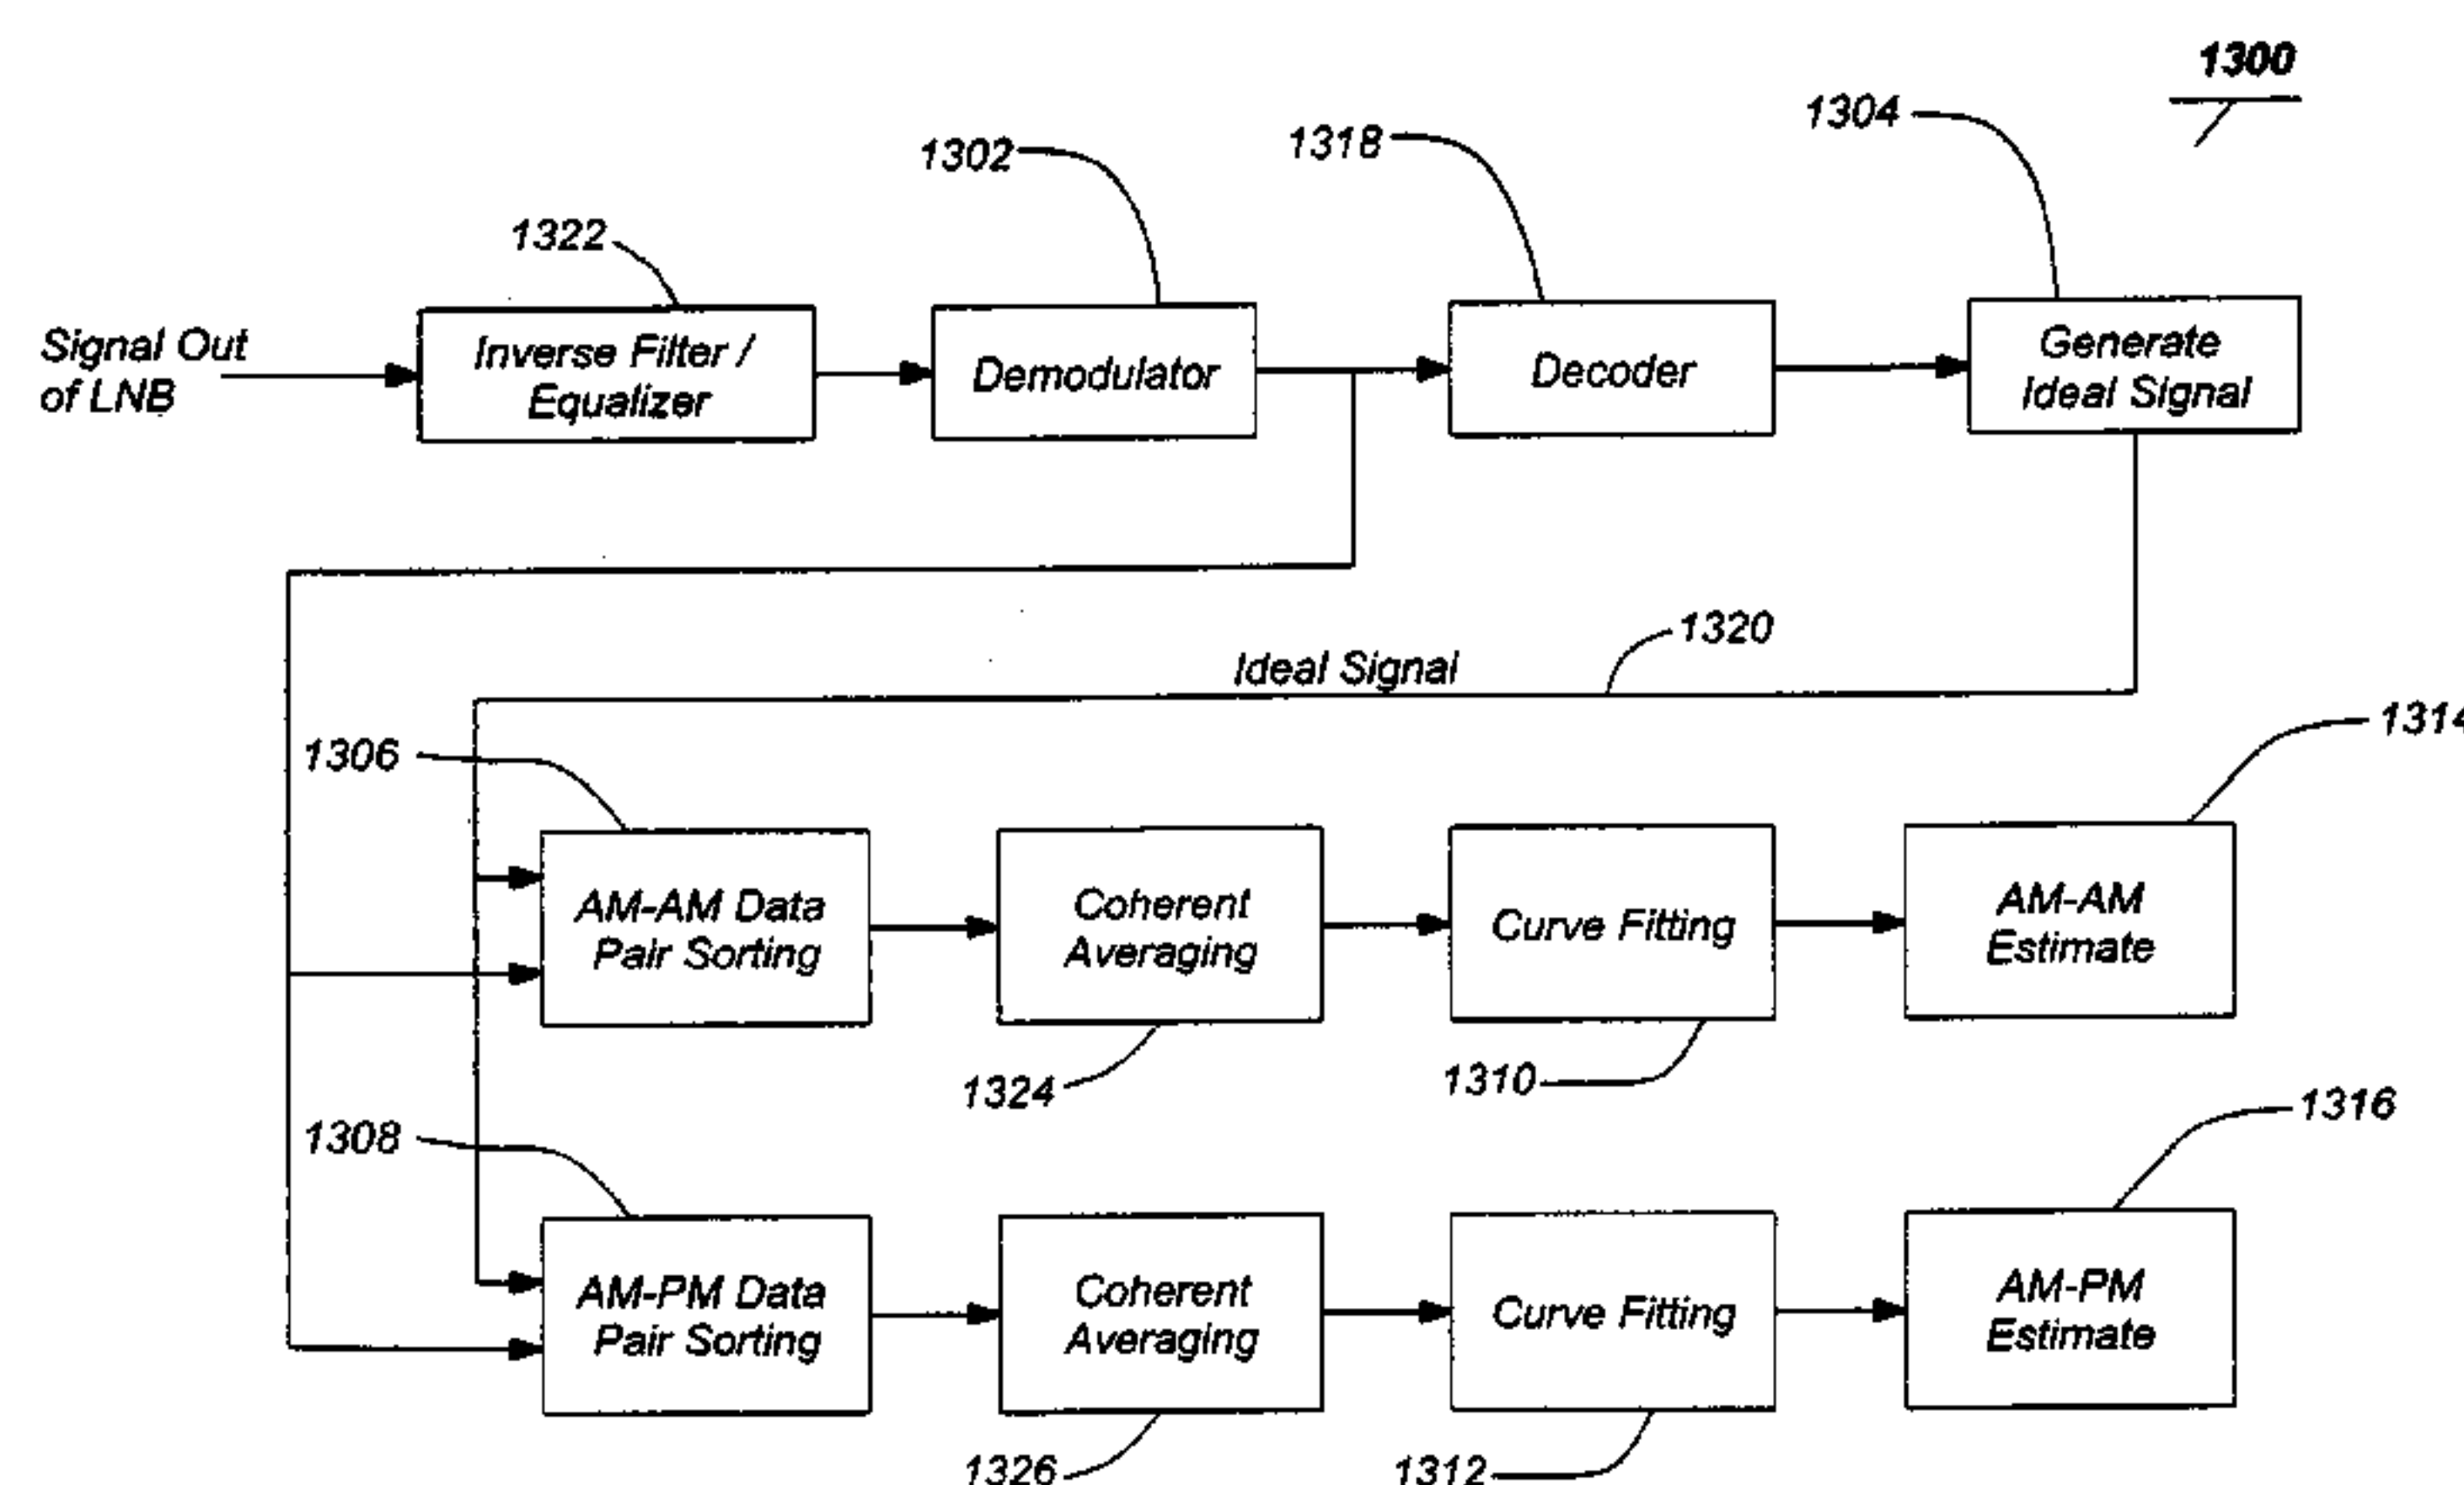 1300
1304
1318
1302
1322
Signal Out
of LNB
Inverse Filter /
Equalizer
Demodulator
Decoder
Generate
Ideal Signal
1320
Ideal Signal
1314
1306
AM-AM Data
Pair Sorting
Coherent
Averaging
Curve Fitting
AM-AM
Estimate
1324
1310
1316
1308
AM-PM Data
Pair Sorting
Coherent
Averaging
Curve Fitting
AM-PM
Estimate
1326
1312